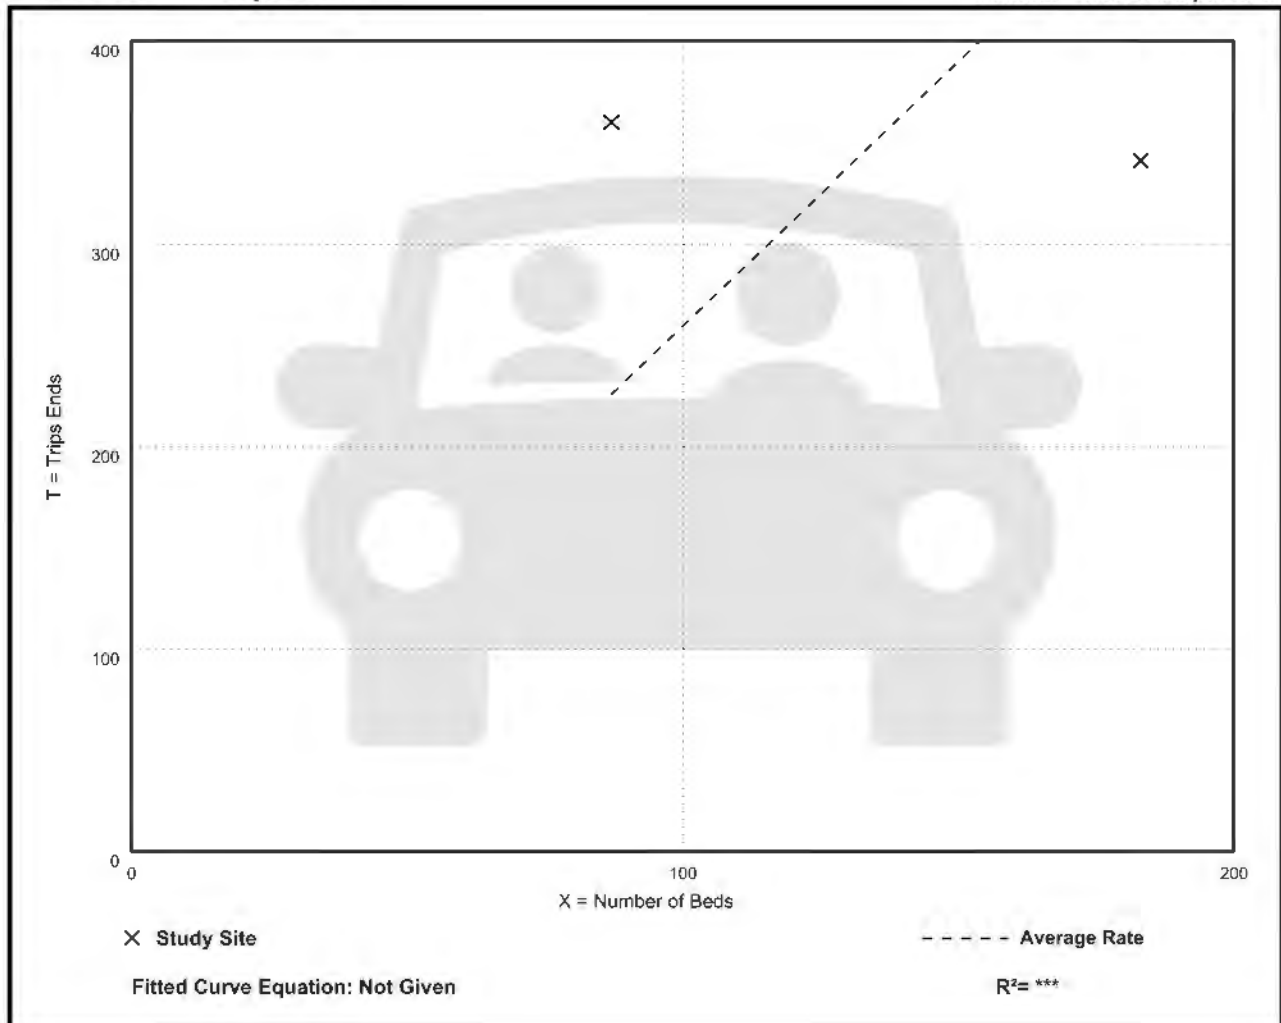 400
300
200
100
0
T = Trips Ends
0 100 200
X = Number of Beds
× Study Site
- - - - - - Average Rate
Fitted Curve Equation: Not Given
R²= ***